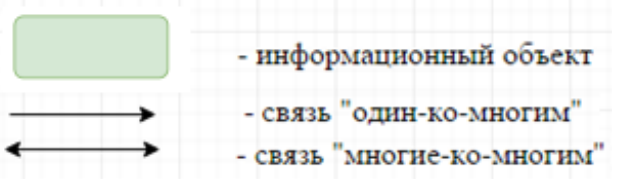 - информационный объект
- связь "один-ко-многим"
- связь "многие-ко-многим"